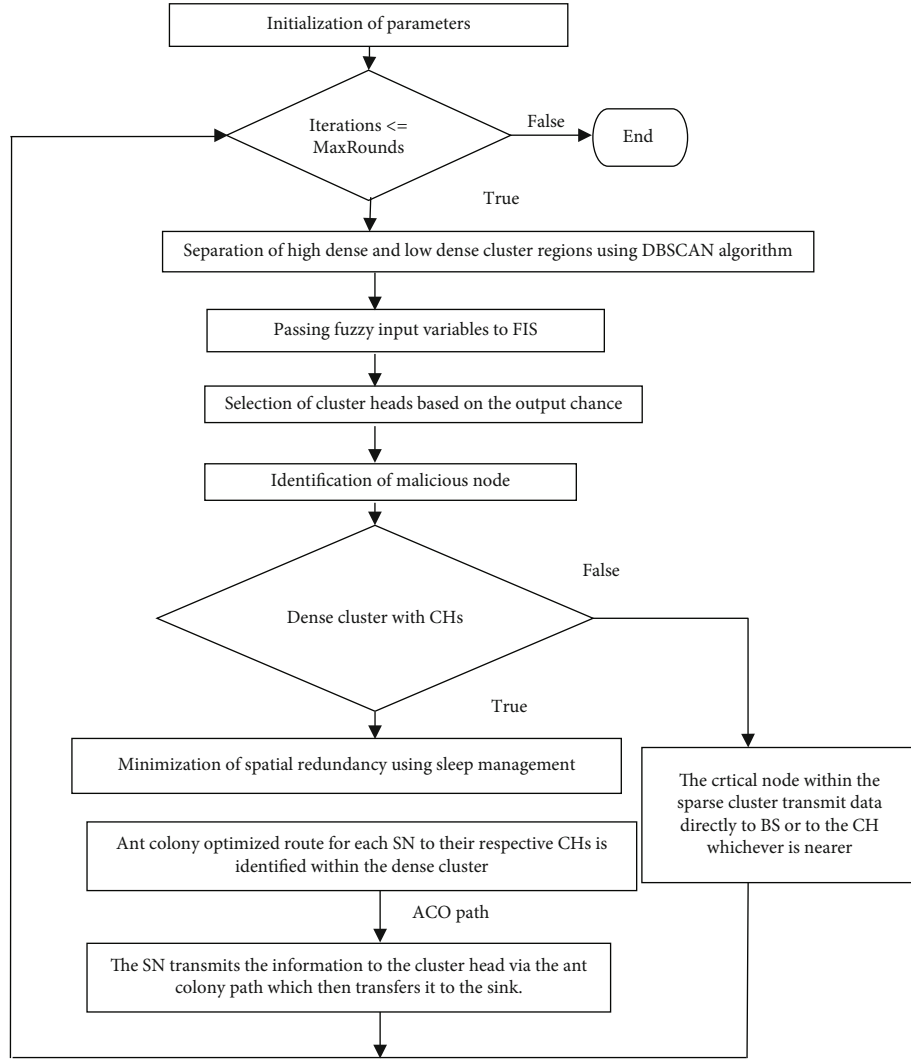 Initialization of parameters
Iterations <=
MaxRounds
False
End
True
Separation of high dense and low dense cluster regions using DBSCAN algorithm
Passing fuzzy input variables to FIS
Selection of cluster heads based on the output chance
Identification of malicious node
False
Dense cluster with CHs
True
Minimization of spatial redundancy using sleep management
The crtical node within the
sparse cluster transmit data
directly to BS or to the CH
whichever is nearer
Ant colony optimized route for each SN to their respective CHs is
identified within the dense cluster
ACO path
The SN transmits the information to the cluster head via the ant
colony path which then transfers it to the sink.